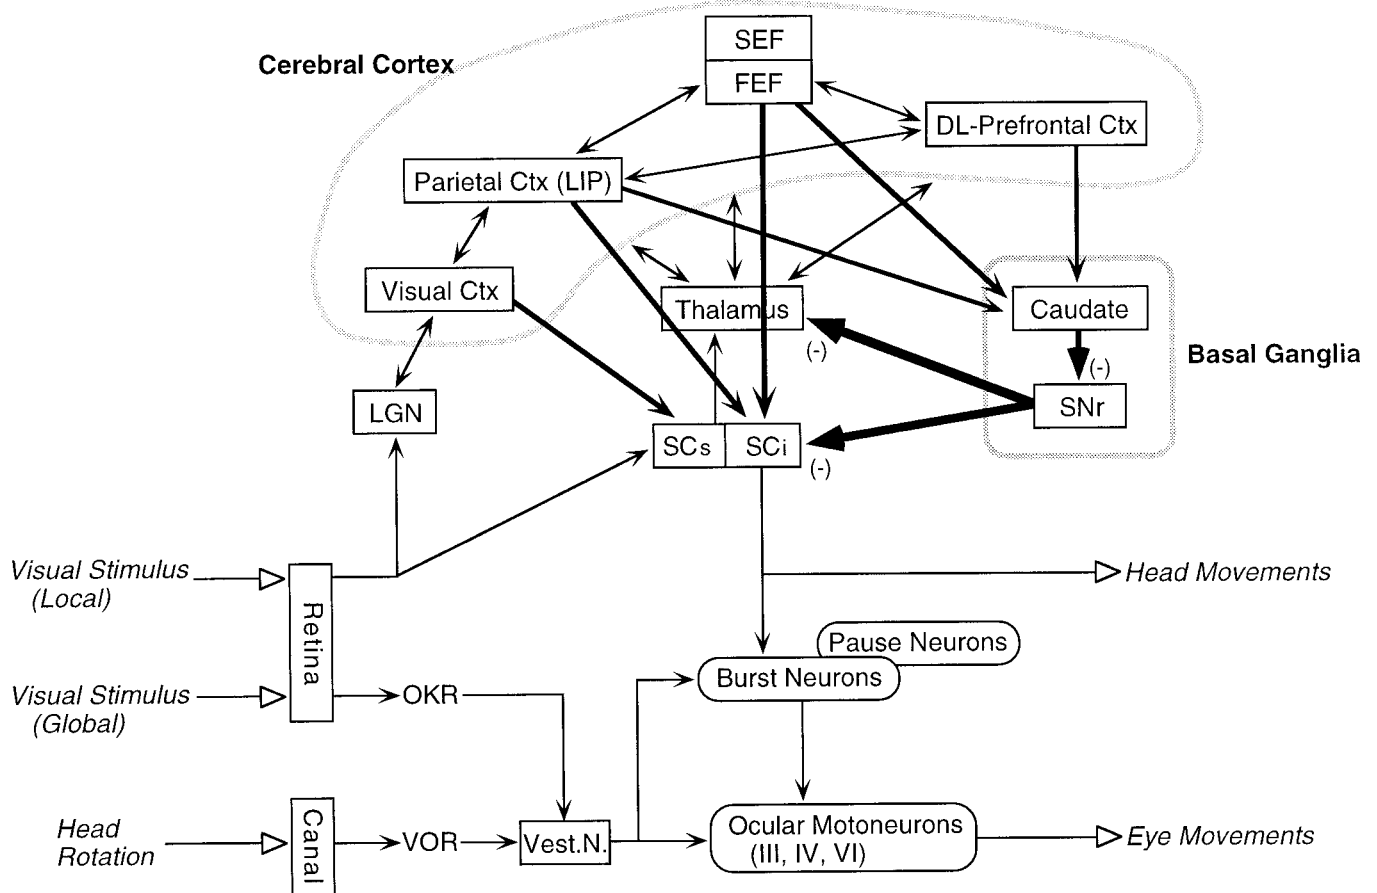 SEF
Cerebral Cortex
FEF
DL-Prefrontal Ctx
Parietal Ctx (LIP)
Visual Ctx
Thalamus
Caudate
(-)
(-)
Basal Ganglia
LGN
SNr
SCs
SCi
(-)
Visual Stimulus
(Local)
Head Movements
Retina
Pause Neurons
Burst Neurons
Visual Stimulus
(Global)
OKR
Head
Rotation
Canal
VOR
Vest.N.
Ocular Motoneurons
(III, IV, VI)
Eye Movements